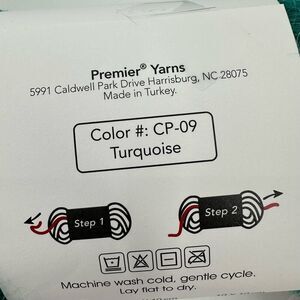 Premier® Yarns
5991 Caldwell Park Drive Harrisburg, NC 28075
Made in Turkey.
Color #: CP-09
Turquoise
Step 1
Step 2
Machine wash cold, gentle cycle.
Lay flat to dry.